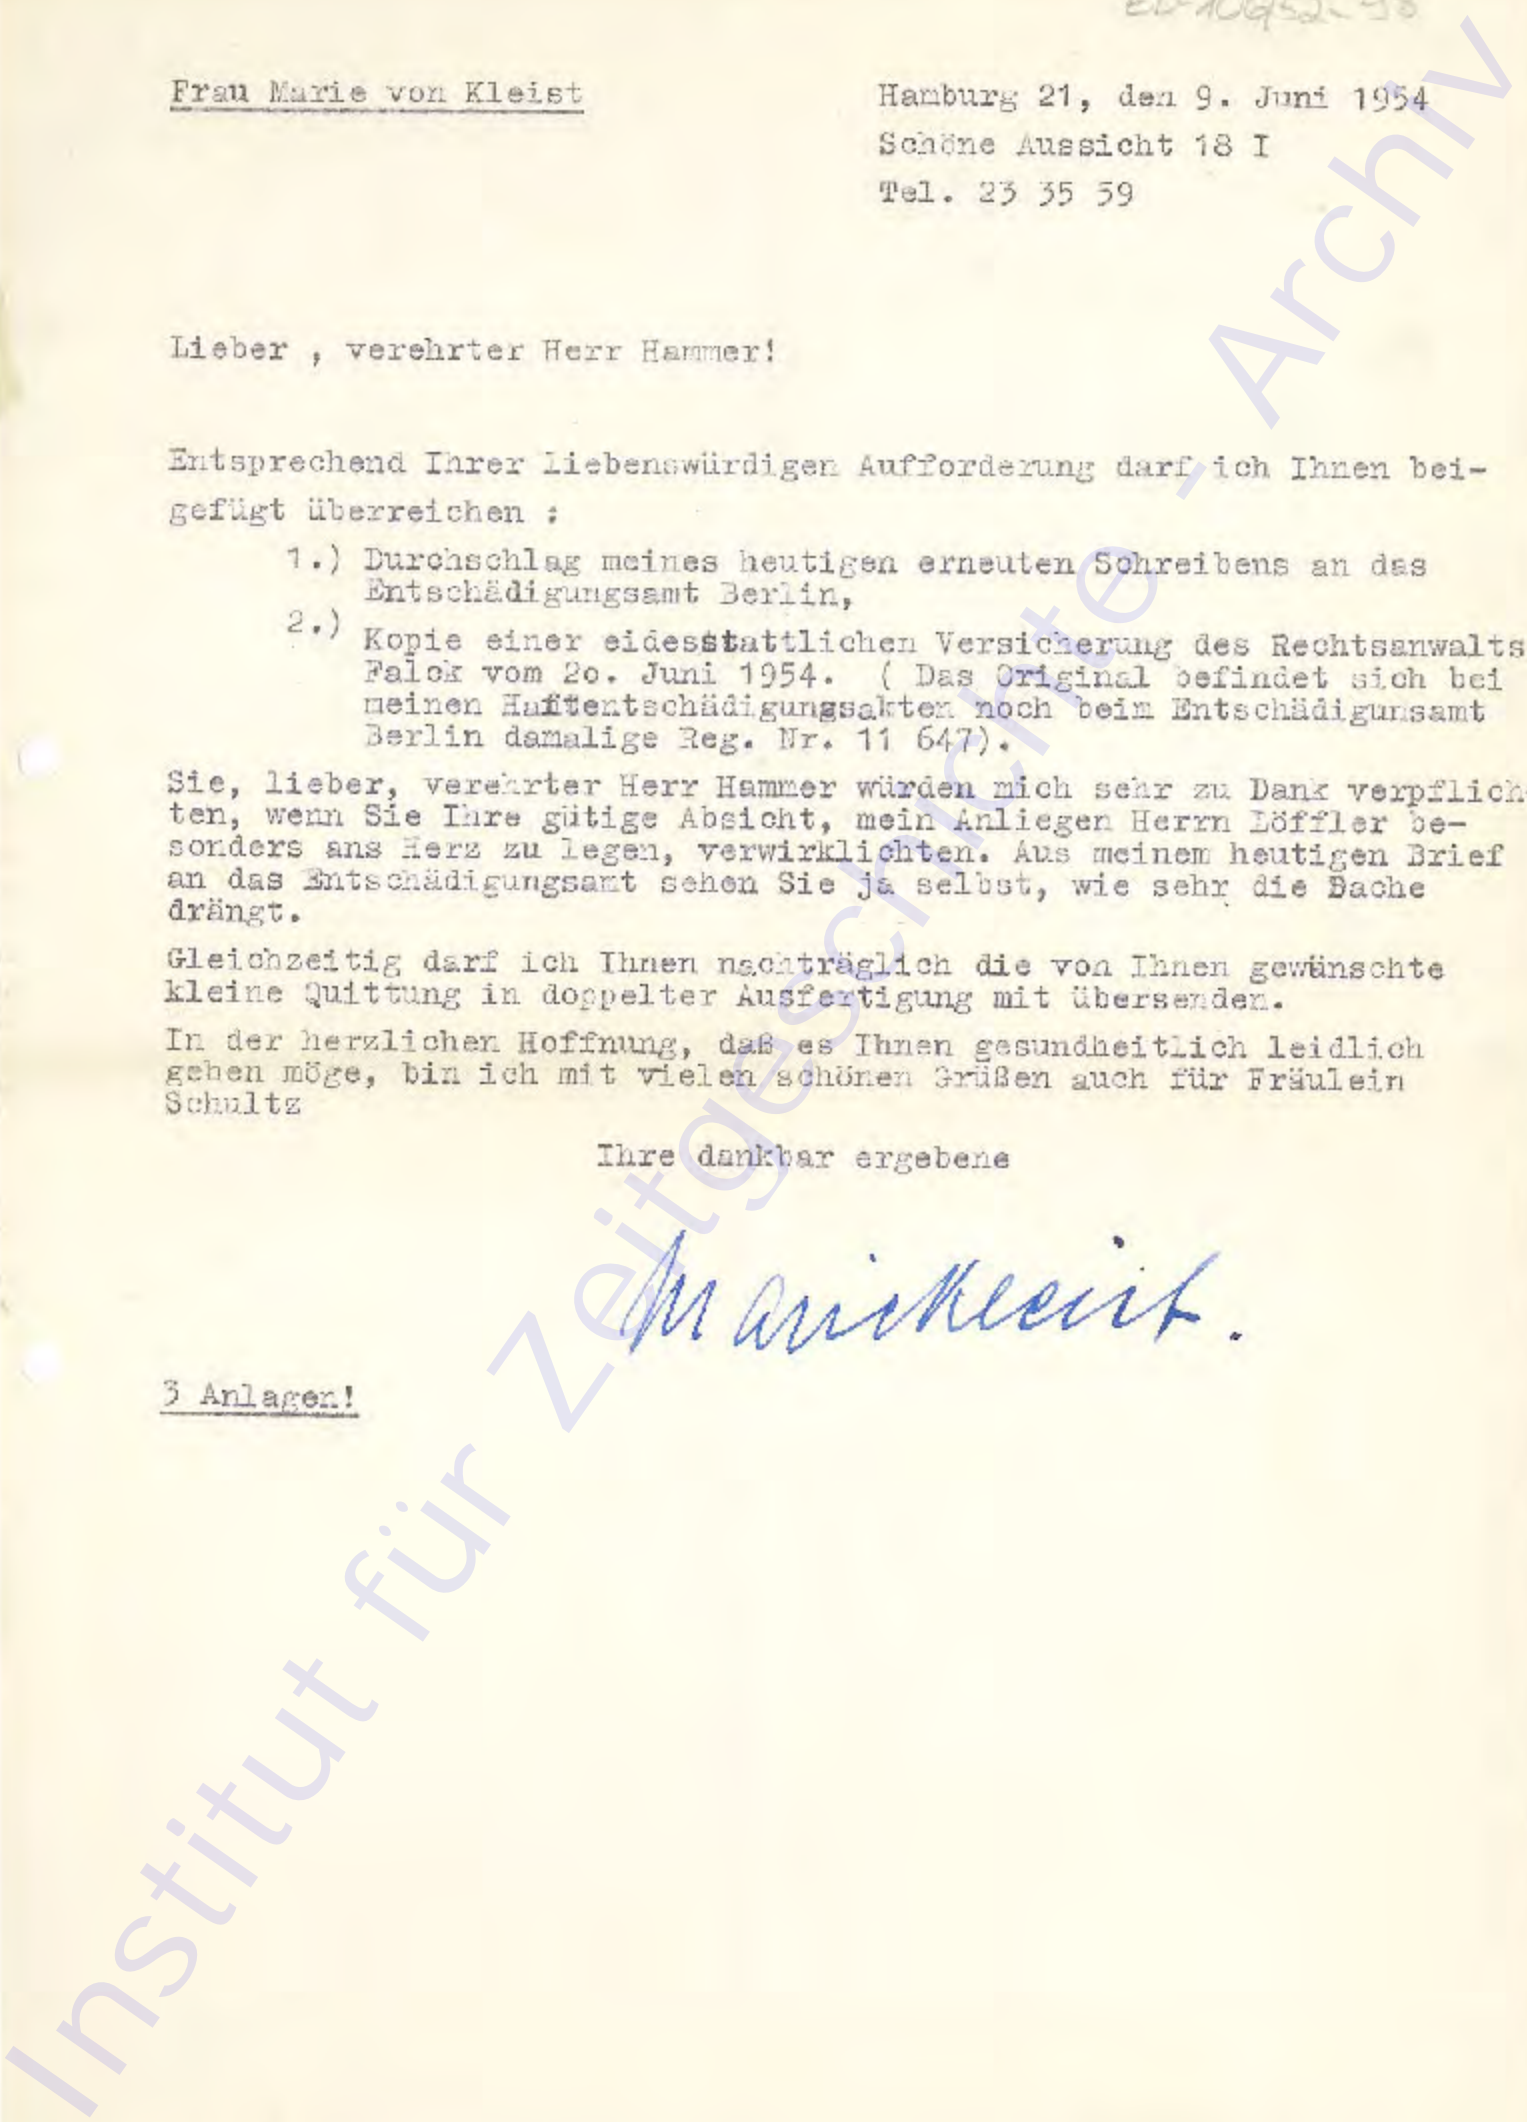 ED-106/52-98
Frau Marie von Kleist
Hamburg 21, den 9. Juni 1954
Schöne Aussicht 18 I
Tel. 23 35 59
Lieber , verehrter Herr Hammer!
Entsprechend Ihrer liebenswürdigen Aufforderung darf ich Ihnen bei-
gefügt überreichen :
1.) Durchschlag meines heutigen erneuten Schreibens an das
Entschädigungsamt Berlin,
2.) Kopie einer eidesstattlichen Versicherung des Rechtsanwalts
Falck vom 2o. Juni 1954. ( Das Original befindet sich bei
meinen Haftentschädigungsakten noch beim Entschädigunsamt
Berlin damalige Reg. Nr. 11 647).
Sie, lieber, verehrter Herr Hammer würden mich sehr zu Dank verpflich-
ten, wenn Sie Ihre gütige Absicht, mein Anliegen Herrn Löffler be-
sonders ans Herz zu legen, verwirklichten. Aus meinem heutigen Brief
an das Entschädigungsamt sehen Sie ja selbst, wie sehr die Sache
drängt.
Gleichzeitig darf ich Ihnen nachträglich die von Ihnen gewünschte
kleine Quittung in doppelter Ausfertigung mit übersenden.
In der herzlichen Hoffnung, daß es Ihnen gesundheitlich leidlich
gehen möge, bin ich mit vielen schönen Grüßen auch für Fräulein
Schultz
Ihre dankbar ergebene
Marie Kleist.
3 Anlagen!
Institut für Zeitgeschichte - Archiv